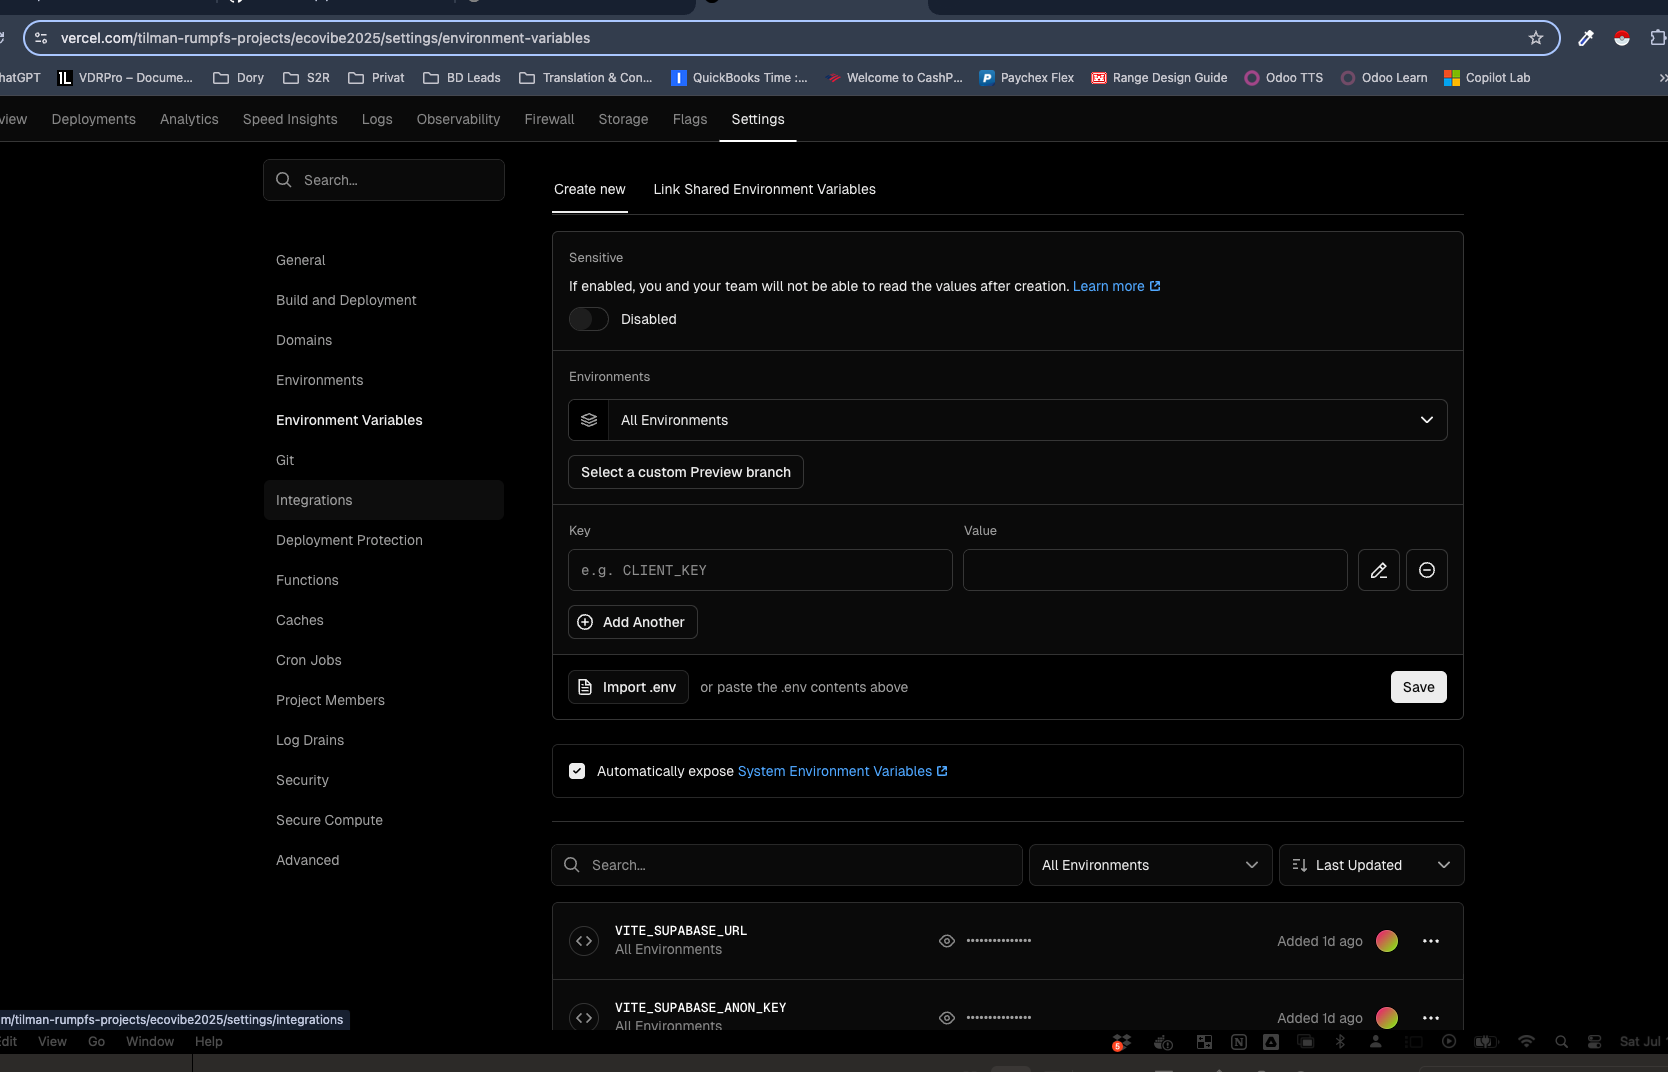 vercel.com/tilman-rumpfs-projects/ecovibe2025/settings/environment-variables
hatGPT VDRPro – Docume... Dory S2R Privat BD Leads Translation & Con... QuickBooks Time :... Welcome to CashP... Paychex Flex Range Design Guide Odoo TTS Odoo Learn Copilot Lab
view Deployments Analytics Speed Insights Logs Observability Firewall Storage Flags Settings
Search...
General
Build and Deployment
Domains
Environments
Environment Variables
Git
Integrations
Deployment Protection
Functions
Caches
Cron Jobs
Project Members
Log Drains
Security
Secure Compute
Advanced
Create new Link Shared Environment Variables
Sensitive
If enabled, you and your team will not be able to read the values after creation. Learn more
Disabled
Environments
All Environments
Select a custom Preview branch
Key Value
e.g. CLIENT_KEY
Add Another
Import .env or paste the .env contents above Save
Automatically expose System Environment Variables
Search... All Environments Last Updated
VITE_SUPABASE_URL
All Environments
•••••••••••••• Added 1d ago
VITE_SUPABASE_ANON_KEY
All Environments
•••••••••••••• Added 1d ago
m/tilman-rumpfs-projects/ecovibe2025/settings/integrations
Edit View Go Window Help 5 Sat Jul